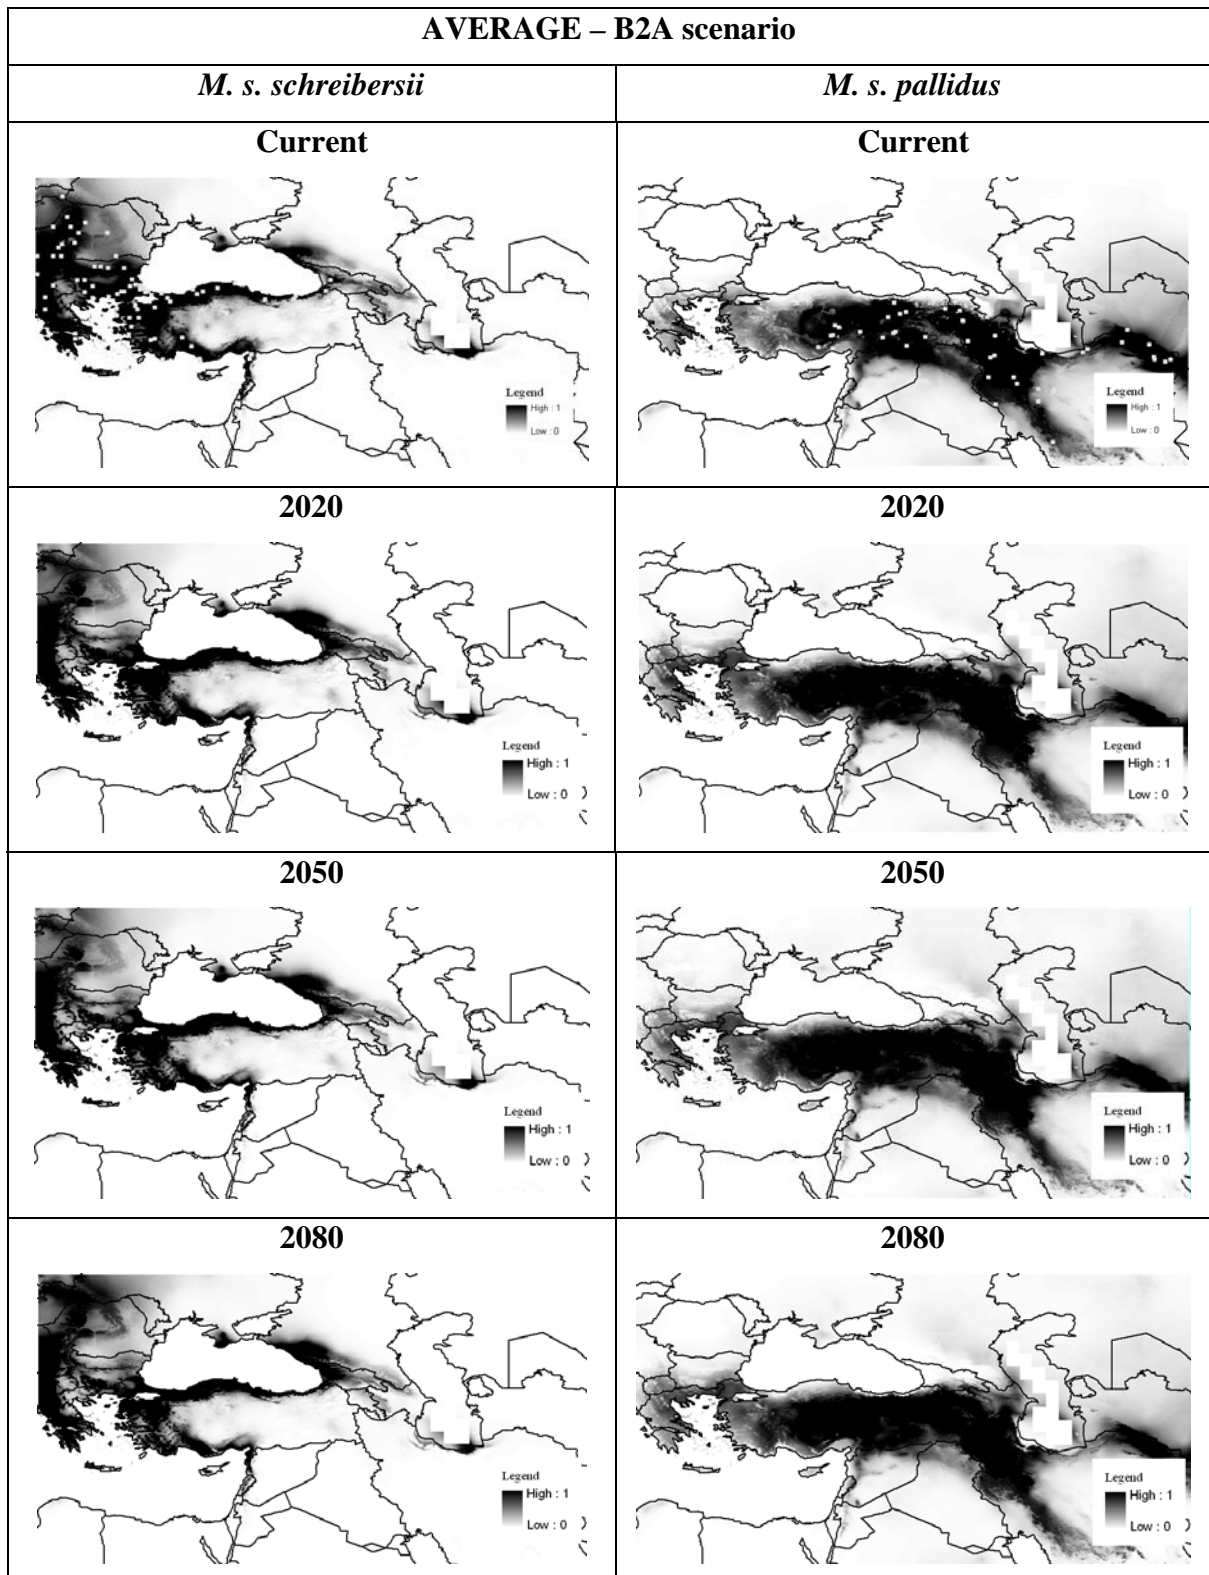 AVERAGE – B2A scenario
M. s. schreibersii
M. s. pallidus
Current
Current
Legend
High : 1
Low : 0
Legend
High : 1
Low : 0
2020
2020
Legend
High : 1
Low : 0
Legend
High : 1
Low : 0
2050
2050
Legend
High : 1
Low : 0
Legend
High : 1
Low : 0
2080
2080
Legend
High : 1
Low : 0
Legend
High : 1
Low : 0